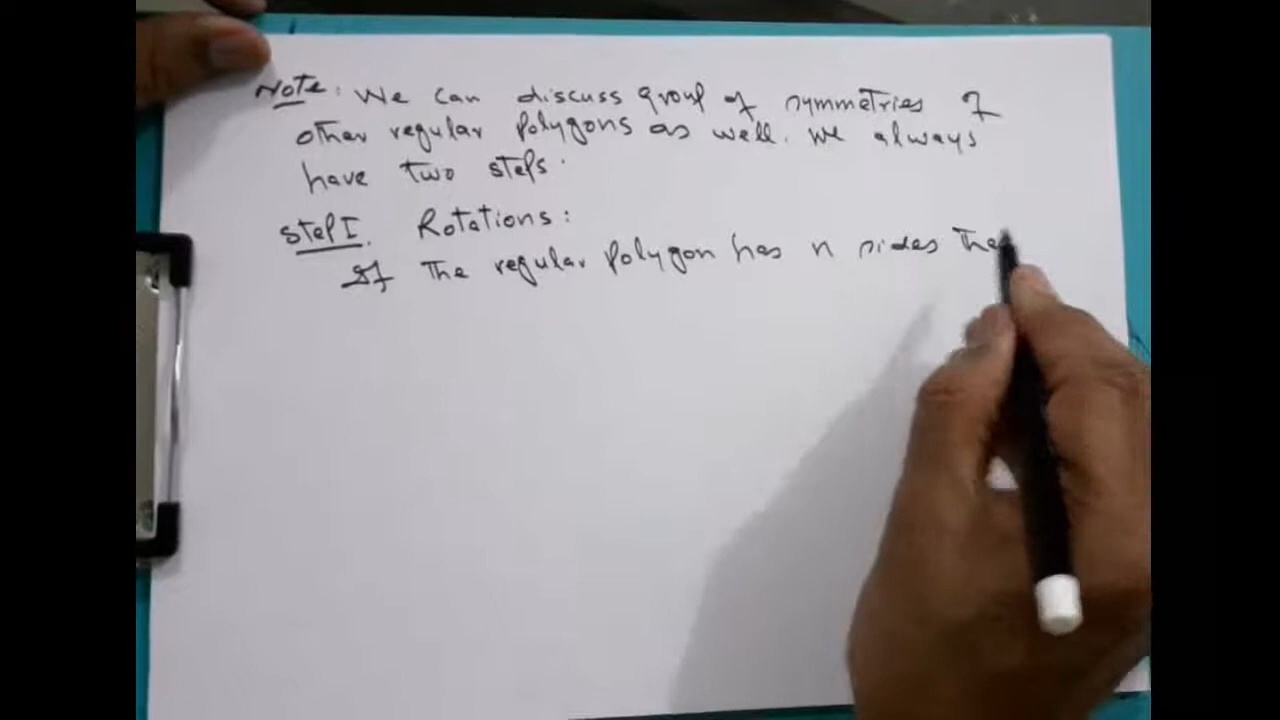 Note: We can discuss group of symmetries of
other regular polygons as well. We always
have two steps.
Step I. Rotations:
If the regular polygon has n sides the